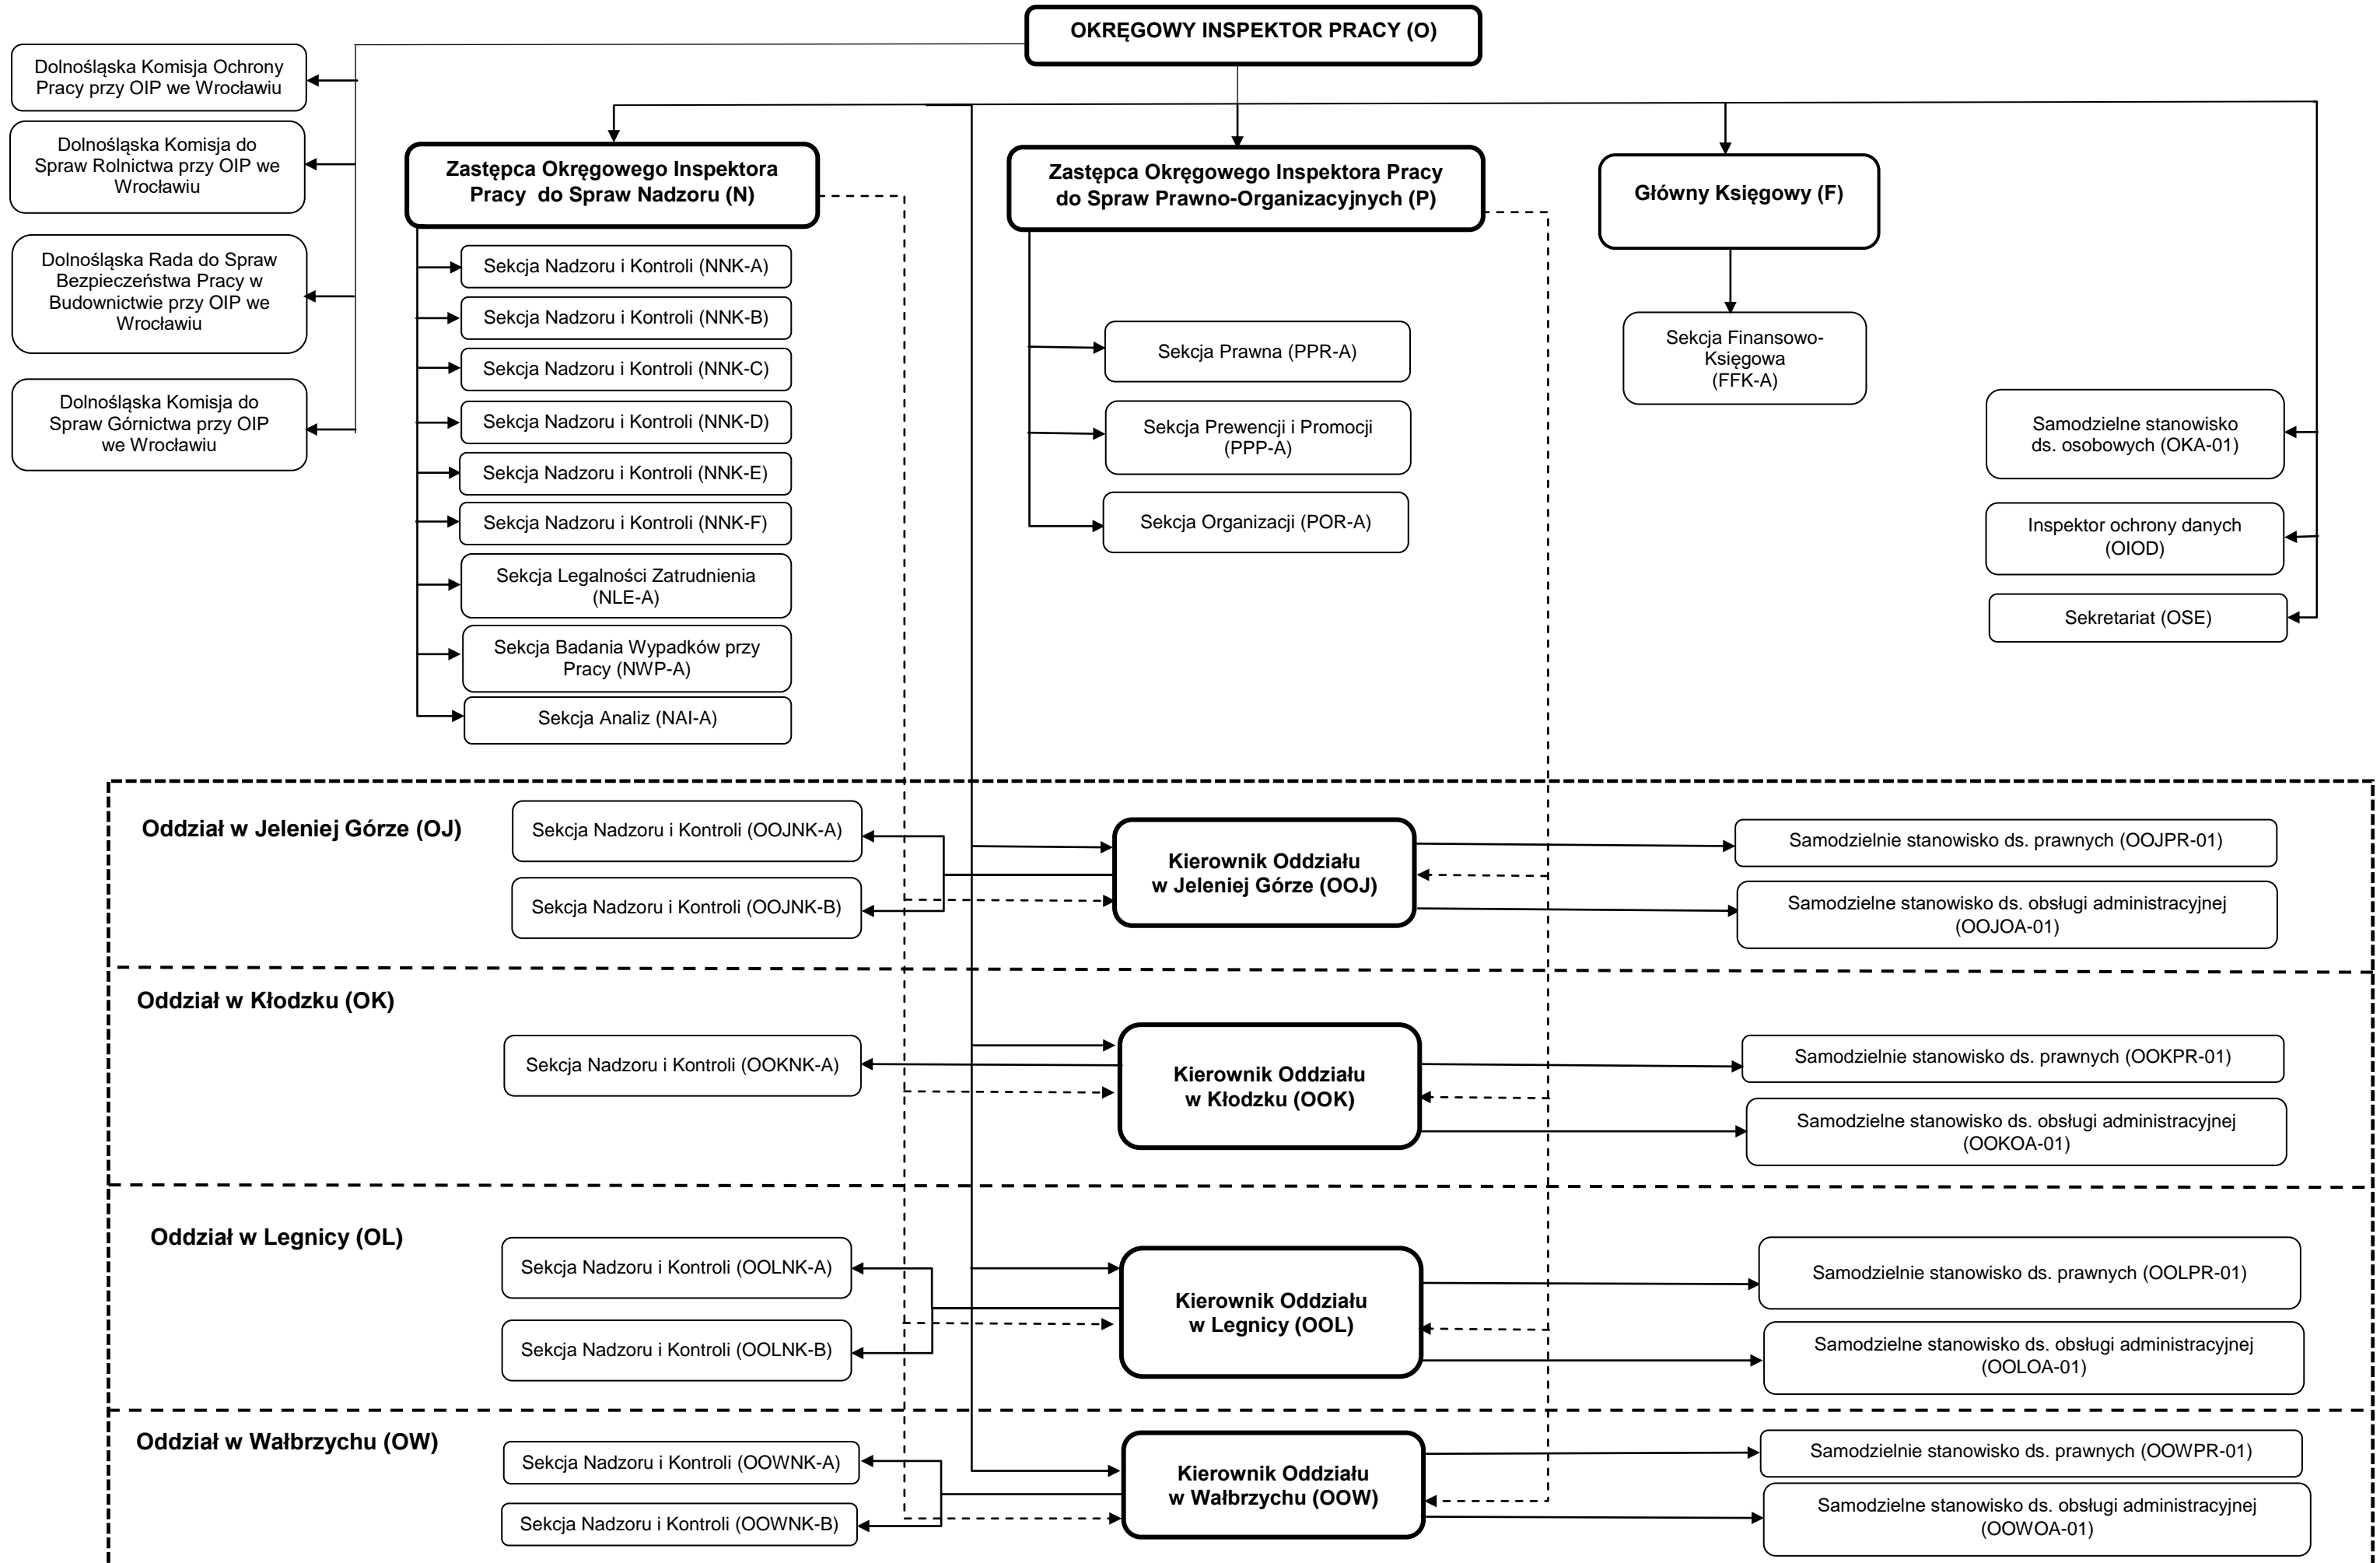 OKRĘGOWY INSPEKTOR PRACY (O)
Dolnośląska Komisja Ochrony
Pracy przy OIP we Wrocławiu
Dolnośląska Komisja do
Spraw Rolnictwa przy OIP we
Wrocławiu
Dolnośląska Rada do Spraw
Bezpieczeństwa Pracy w
Budownictwie przy OIP we
Wrocławiu
Dolnośląska Komisja do
Spraw Górnictwa przy OIP
we Wrocławiu
Zastępca Okręgowego Inspektora
Pracy do Spraw Nadzoru (N)
Sekcja Nadzoru i Kontroli (NNK-A)
Sekcja Nadzoru i Kontroli (NNK-B)
Sekcja Nadzoru i Kontroli (NNK-C)
Sekcja Nadzoru i Kontroli (NNK-D)
Sekcja Nadzoru i Kontroli (NNK-E)
Sekcja Nadzoru i Kontroli (NNK-F)
Sekcja Legalności Zatrudnienia
(NLE-A)
Sekcja Badania Wypadków przy
Pracy (NWP-A)
Sekcja Analiz (NAI-A)
Zastępca Okręgowego Inspektora Pracy
do Spraw Prawno-Organizacyjnych (P)
Sekcja Prawna (PPR-A)
Sekcja Prewencji i Promocji
(PPP-A)
Sekcja Organizacji (POR-A)
Główny Księgowy (F)
Sekcja Finansowo-
Księgowa
(FFK-A)
Samodzielne stanowisko
ds. osobowych (OKA-01)
Inspektor ochrony danych
(OIOD)
Sekretariat (OSE)
Oddział w Jeleniej Górze (OJ)
Sekcja Nadzoru i Kontroli (OOJNK-A)
Sekcja Nadzoru i Kontroli (OOJNK-B)
Kierownik Oddziału
w Jeleniej Górze (OOJ)
Samodzielnie stanowisko ds. prawnych (OOJPR-01)
Samodzielne stanowisko ds. obsługi administracyjnej
(OOJOA-01)
Oddział w Kłodzku (OK)
Sekcja Nadzoru i Kontroli (OOKNK-A)
Kierownik Oddziału
w Kłodzku (OOK)
Samodzielnie stanowisko ds. prawnych (OOKPR-01)
Samodzielne stanowisko ds. obsługi administracyjnej
(OOKOA-01)
Oddział w Legnicy (OL)
Sekcja Nadzoru i Kontroli (OOLNK-A)
Sekcja Nadzoru i Kontroli (OOLNK-B)
Kierownik Oddziału
w Legnicy (OOL)
Samodzielnie stanowisko ds. prawnych (OOLPR-01)
Samodzielne stanowisko ds. obsługi administracyjnej
(OOLOA-01)
Oddział w Wałbrzychu (OW)
Sekcja Nadzoru i Kontroli (OOWNK-A)
Sekcja Nadzoru i Kontroli (OOWNK-B)
Kierownik Oddziału
w Wałbrzychu (OOW)
Samodzielnie stanowisko ds. prawnych (OOWPR-01)
Samodzielne stanowisko ds. obsługi administracyjnej
(OOWOA-01)